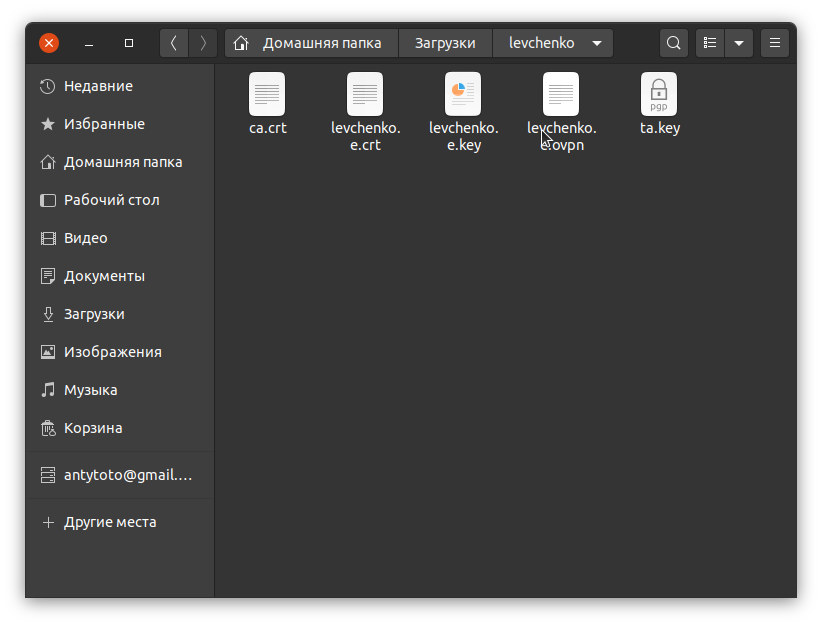 Домашняя папка
Загрузки
levchenko
Недавние
Избранные
Домашняя папка
Рабочий стол
Видео
Документы
Загрузки
Изображения
Музыка
Корзина
antytoto@gmail.…
Другие места
ca.crt
levchenko.
e.crt
levchenko.
e.key
levchenko.
e.ovpn
pgp
ta.key